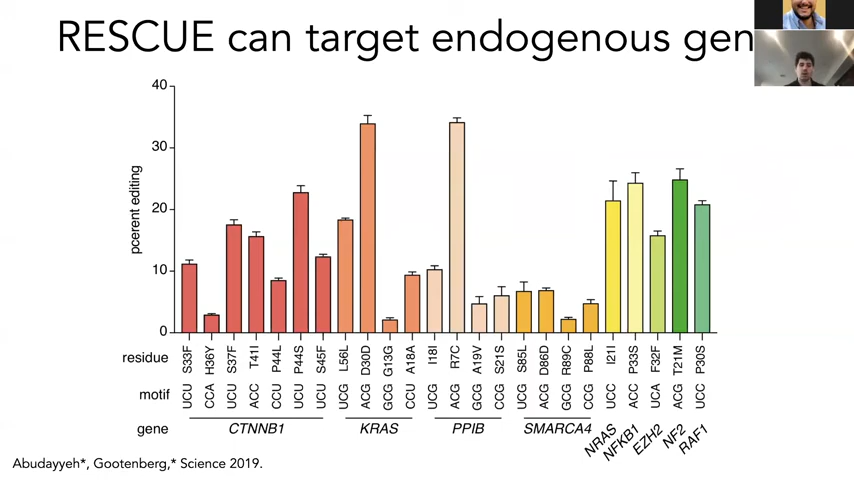 RESCUE can target endogenous gen
40
30
20
10
0
pcerent editing
residue S33F H36Y S37F T41I P44L P44S S45F L56L D30D G13G A18A I18I R7C A19V S21S S85L D86D R89C P88L I21I P33S F32F T21M P30S
motif UCU CCA UCU ACC CCU UCU UCU UCG ACG GCG CCU UCG ACG GCG CCG UCG ACG GCG CCG UCC ACC UCA ACG UCC
gene CTNNB1 KRAS PPIB SMARCA4 NRAS NFKB1 EZH2 NF2 RAF1
Abudayyeh*, Gootenberg,* Science 2019.